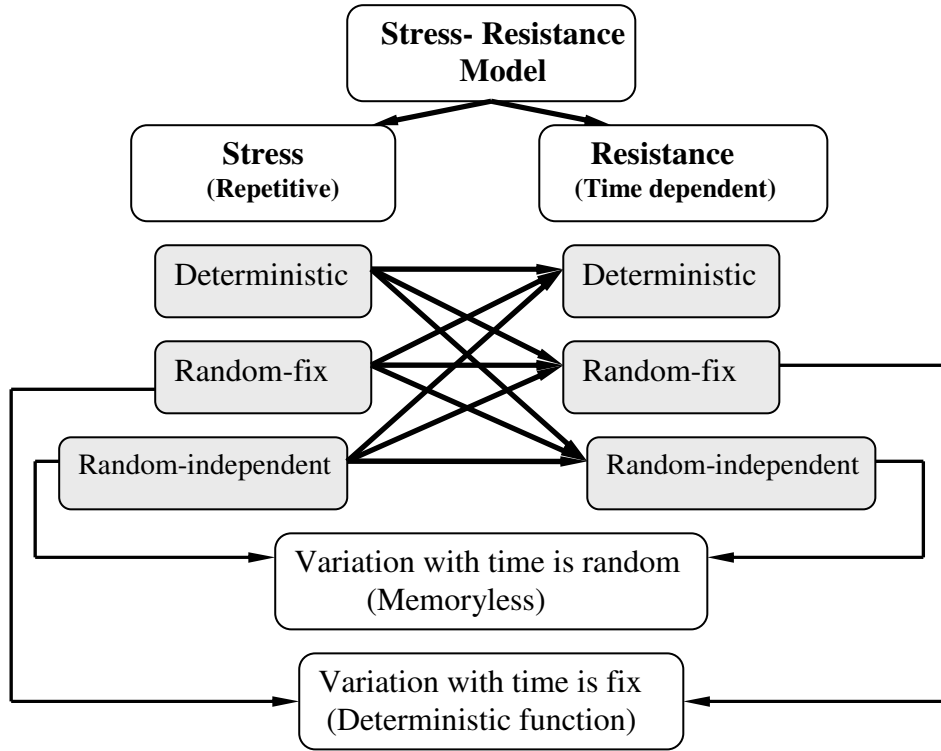 Stress- Resistance
Model
Stress
(Repetitive)
Resistance
(Time dependent)
Deterministic
Deterministic
Random-fix
Random-fix
Random-independent
Random-independent
Variation with time is random
(Memoryless)
Variation with time is fix
(Deterministic function)